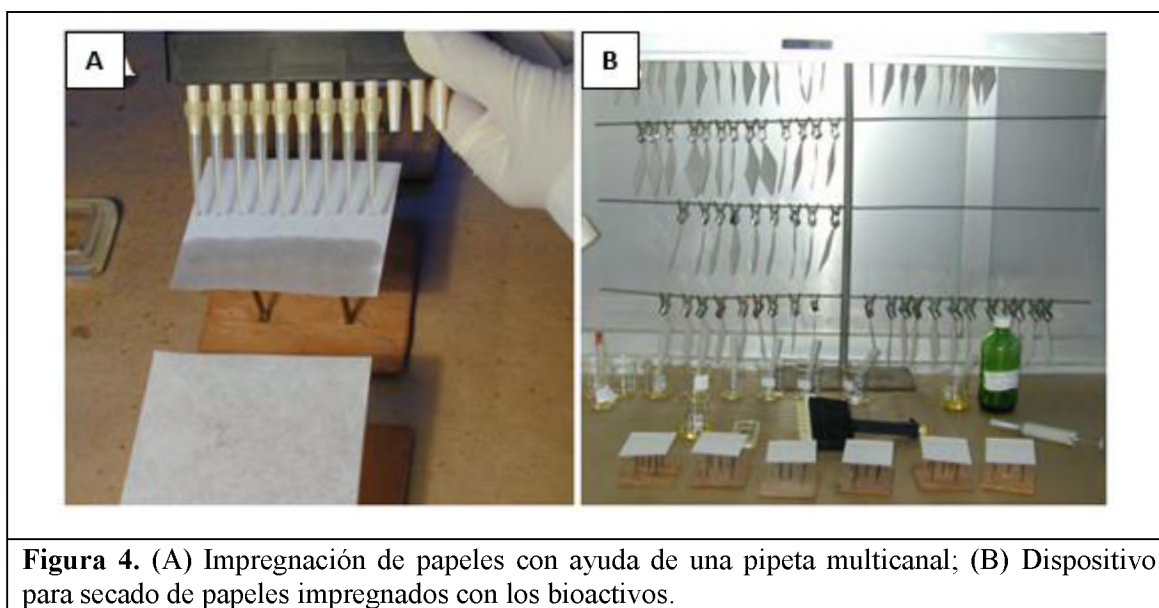 A
B
Figura 4. (A) Impregnación de papeles con ayuda de una pipeta multicanal; (B) Dispositivo
para secado de papeles impregnados con los bioactivos.